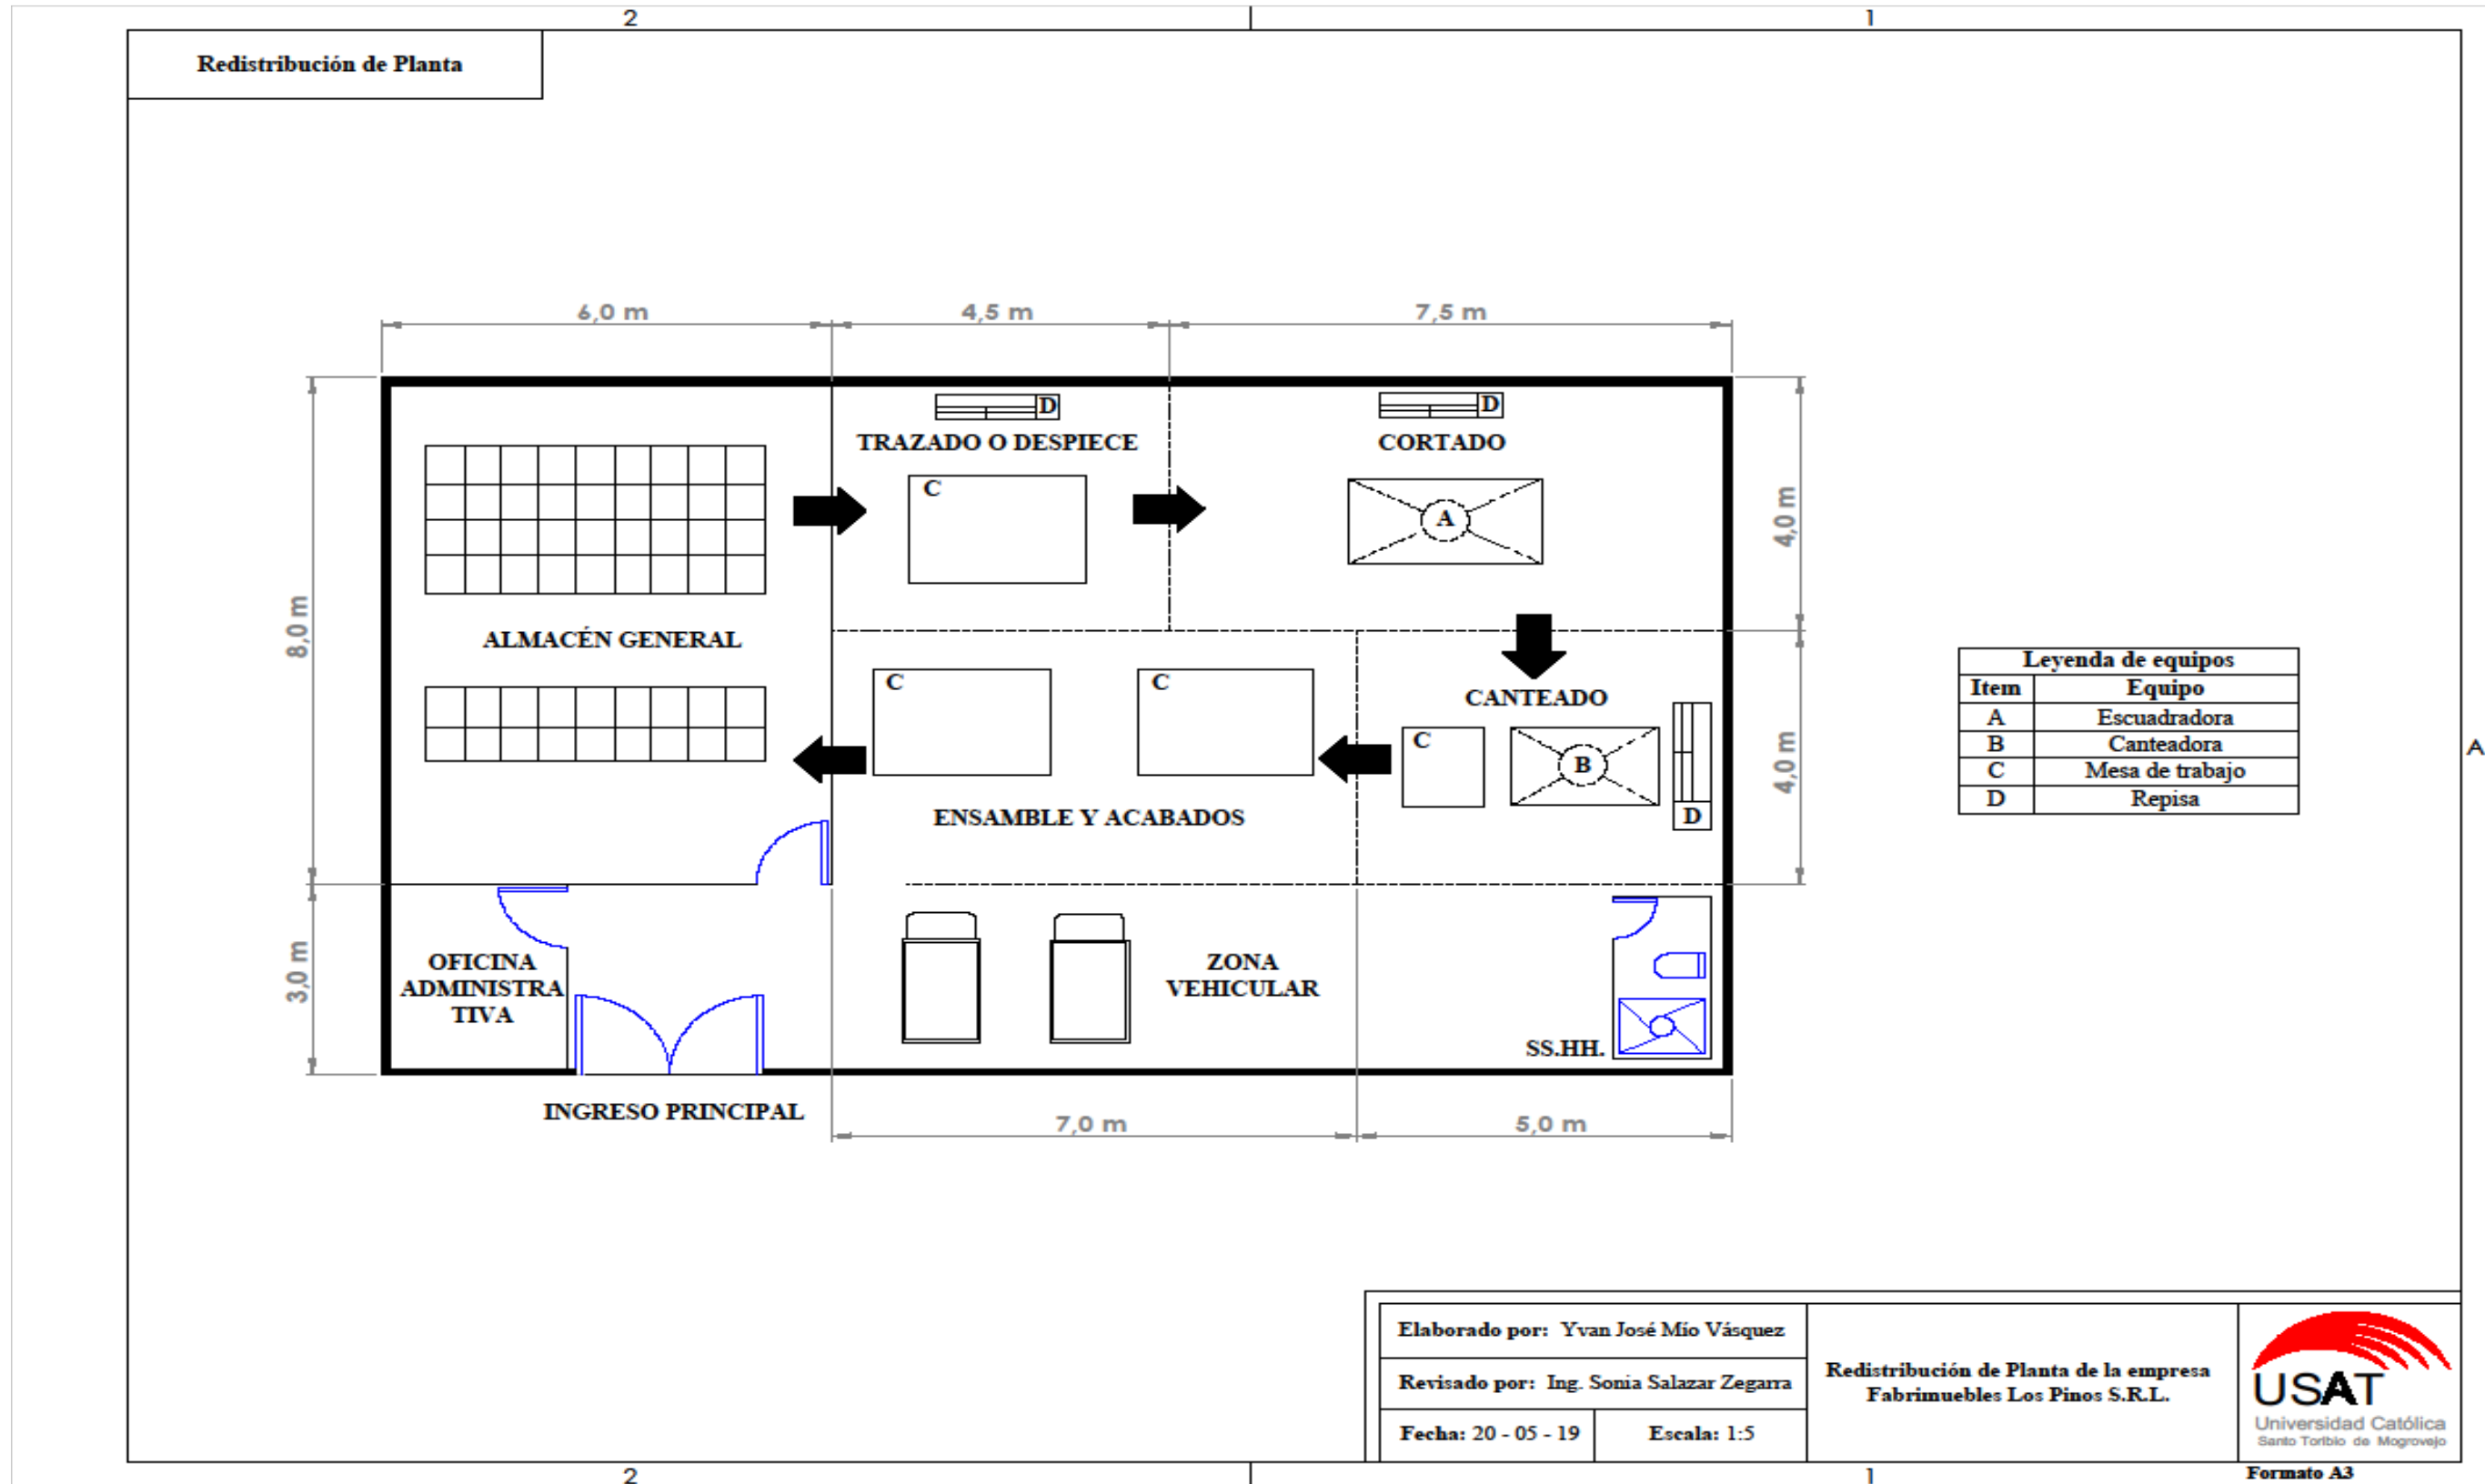 2
1
Redistribución de Planta
6,0 m
4,5 m
7,5 m
D
D
TRAZADO O DESPIECE
CORTADO
C
A
4,0 m
8,0 m
ALMACÉN GENERAL
C
C
CANTEADO
C
B
D
4,0 m
ENSAMBLE Y ACABADOS
Leyenda de equipos
Item Equipo
A Escuadradora
B Canteadora
C Mesa de trabajo
D Repisa
A
3,0 m
OFICINA
ADMINISTRA
TIVA
ZONA
VEHICULAR
SS.HH.
INGRESO PRINCIPAL
7,0 m
5,0 m
Elaborado por: Yvan José Mío Vásquez
Revisado por: Ing. Sonia Salazar Zegarra
Fecha: 20 - 05 - 19
Escala: 1:5
Redistribución de Planta de la empresa
Fabrimuebles Los Pinos S.R.L.
USAT
Universidad Católica
Santo Toribio de Mogrovejo
2
1
Formato A3